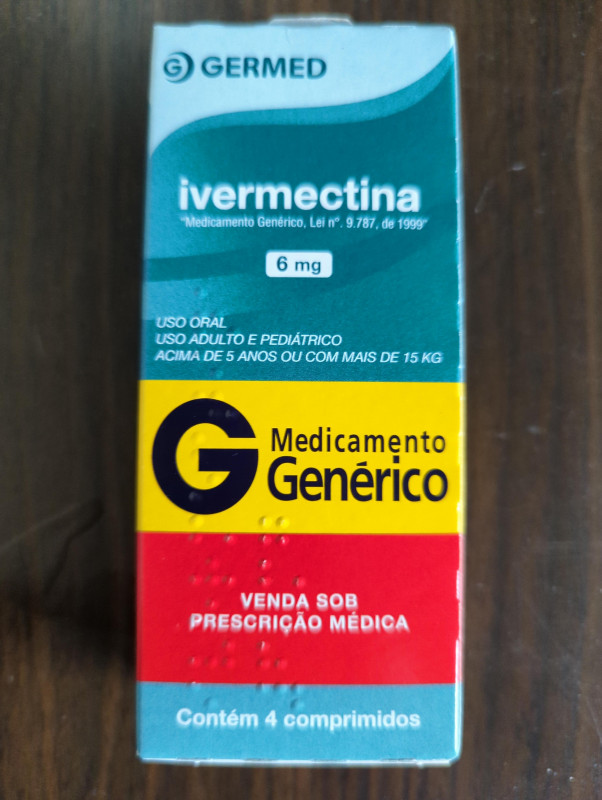 GERMED
ivermectina
"Medicamento Genérico, Lei nº. 9.787, de 1999"
6 mg
USO ORAL
USO ADULTO E PEDIÁTRICO
ACIMA DE 5 ANOS OU COM MAIS DE 15 KG
G Medicamento
Genérico
VENDA SOB
PRESCRIÇÃO MÉDICA
Contém 4 comprimidos